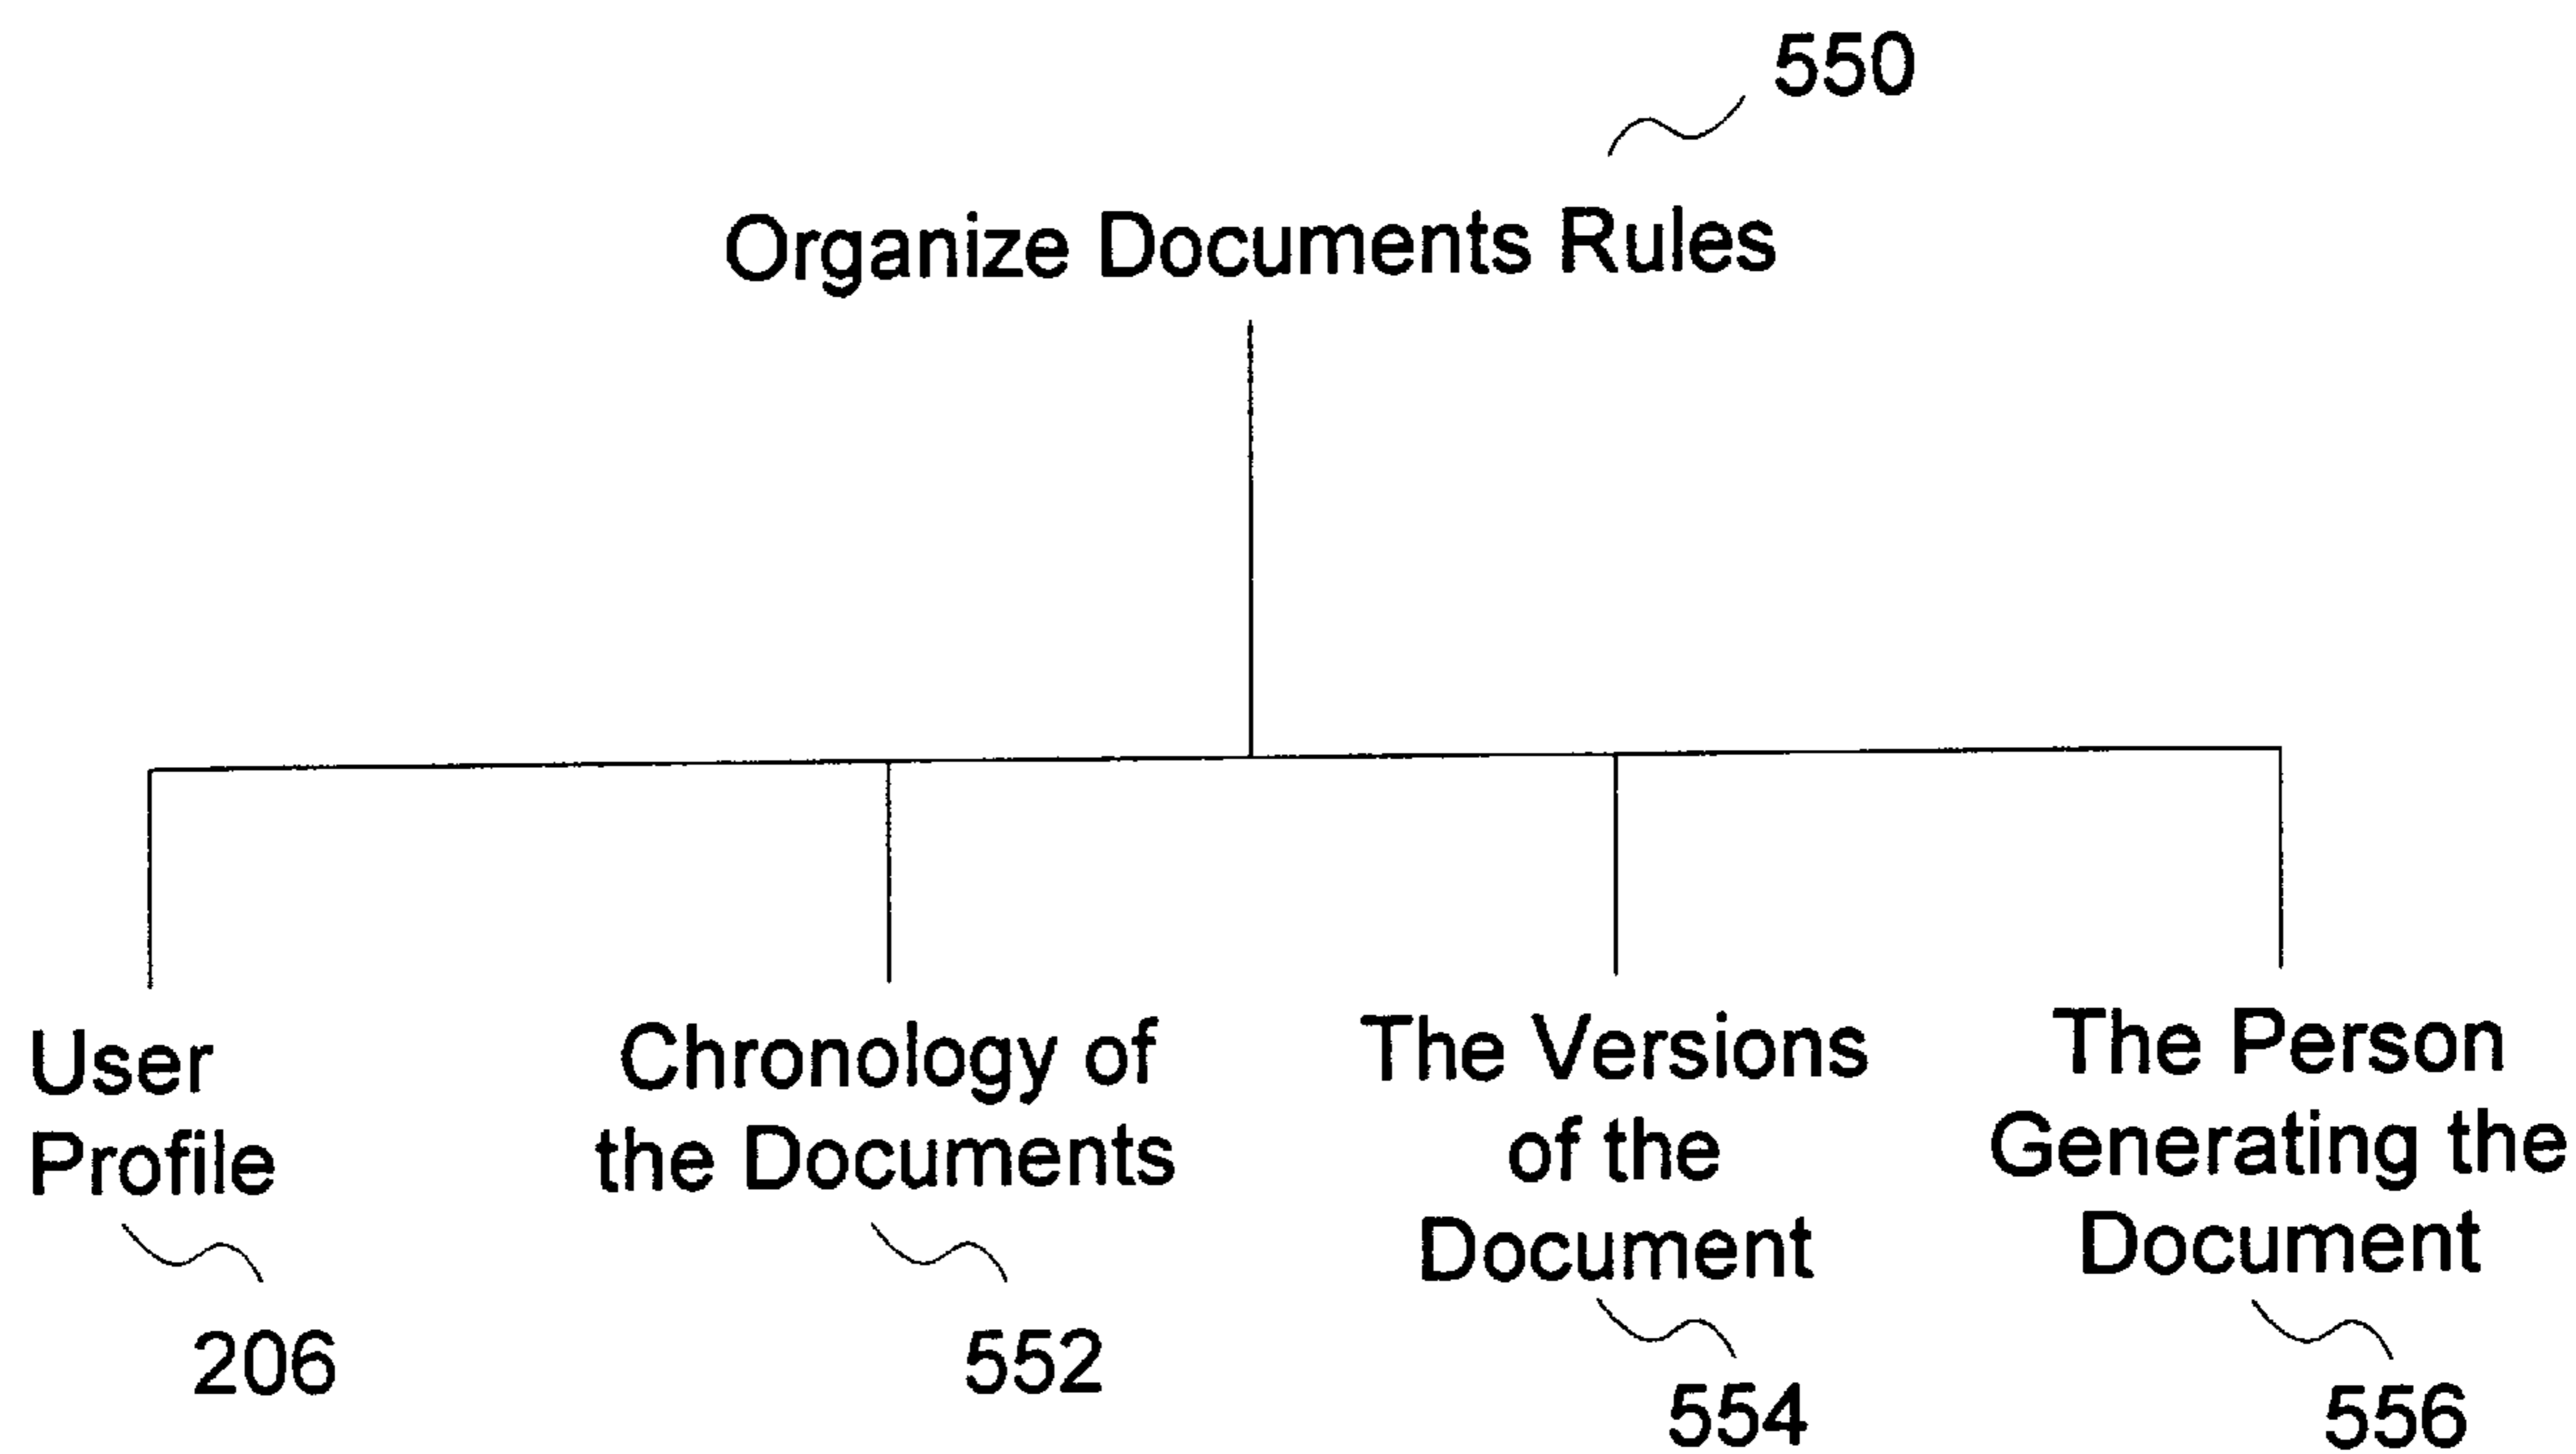 550
Organize Documents Rules
User
Profile
206
Chronology of
the Documents
552
The Versions
of the
Document
554
The Person
Generating the
Document
556